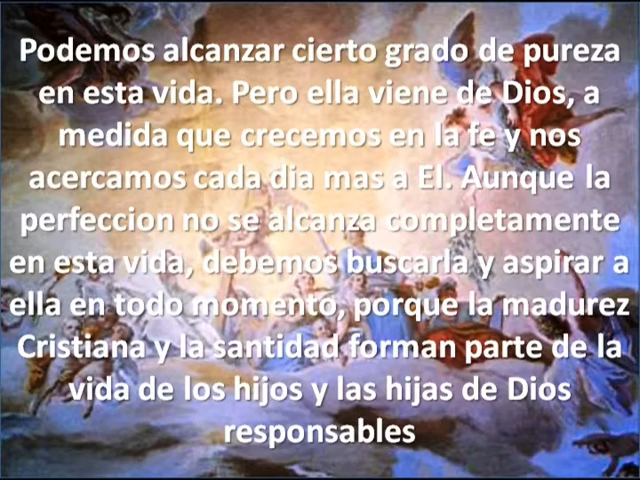 Podemos alcanzar cierto grado de pureza
en esta vida. Pero ella viene de Dios, a
medida que crecemos en la fe y nos
acercamos cada dia mas a El. Aunque la
perfeccion no se alcanza completamente
en esta vida, debemos buscarla y aspirar a
ella en todo momento, porque la madurez
Cristiana y la santidad forman parte de la
vida de los hijos y las hijas de Dios
responsables